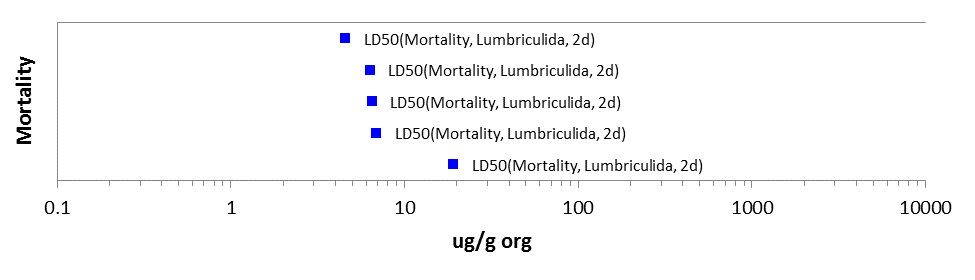 LD50(Mortality, Lumbriculida, 2d)
LD50(Mortality, Lumbriculida, 2d)
LD50(Mortality, Lumbriculida, 2d)
LD50(Mortality, Lumbriculida, 2d)
LD50(Mortality, Lumbriculida, 2d)
Mortality
0.1 1 10 100 1000 10000
ug/g org